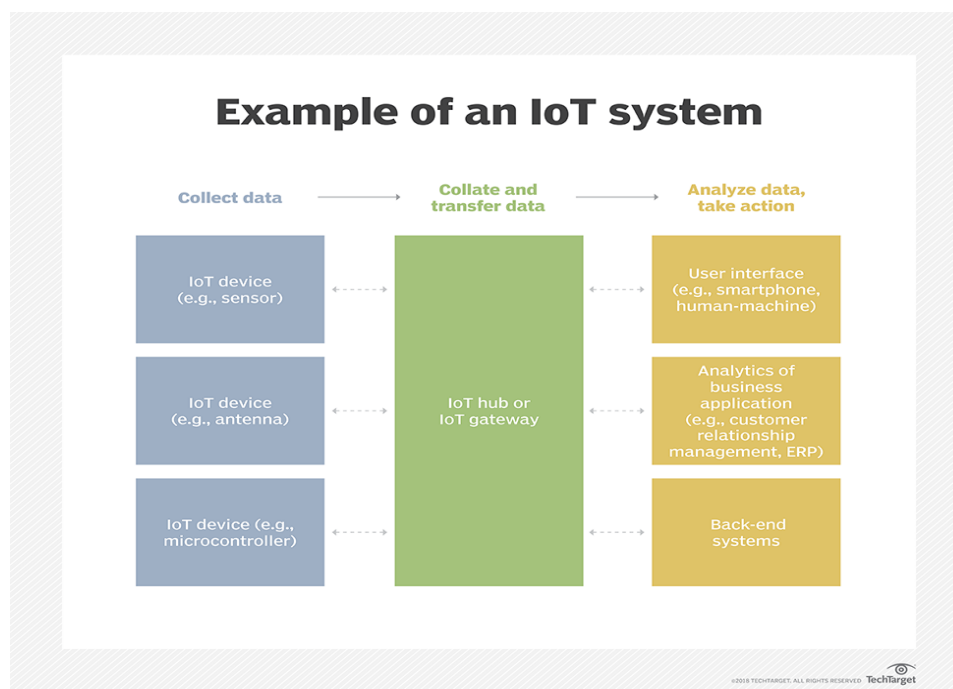 Example of an IoT system
Collect data
Collate and
transfer data
Analyze data,
take action
IoT device
(e.g., sensor)
IoT device
(e.g., antenna)
IoT device (e.g.,
microcontroller)
IoT hub or
IoT gateway
User interface
(e.g., smartphone,
human-machine)
Analytics of
business
application
(e.g., customer
relationship
management, ERP)
Back-end
systems
©2018 TECHTARGET. ALL RIGHTS RESERVED
TechTarget